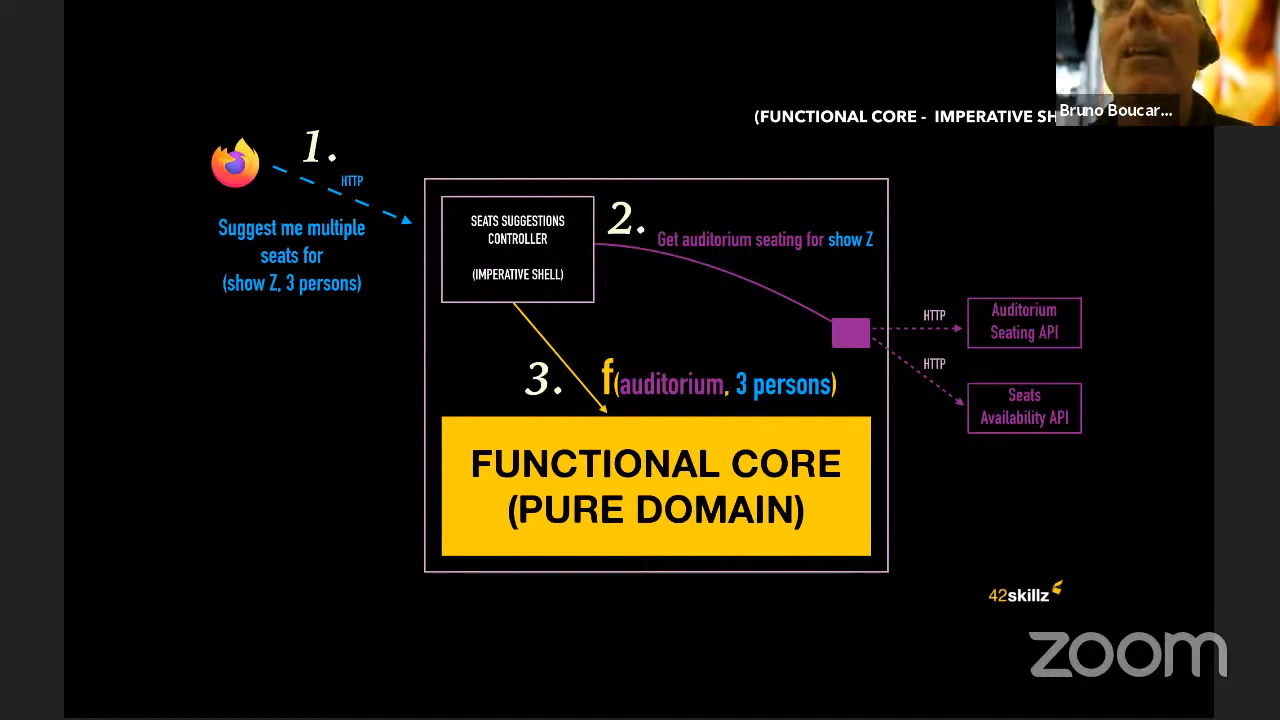 Bruno Boucar...
(FUNCTIONAL CORE - IMPERATIVE
1.
HTTP
Suggest me multiple
seats for
(show Z, 3 persons)
SEATS SUGGESTIONS
CONTROLLER
(IMPERATIVE SHELL)
2.
Get auditorium seating for show Z
HTTP
Auditorium
Seating API
HTTP
Seats
Availability API
3.
f(auditorium, 3 persons)
FUNCTIONAL CORE
(PURE DOMAIN)
42skillz
zoom